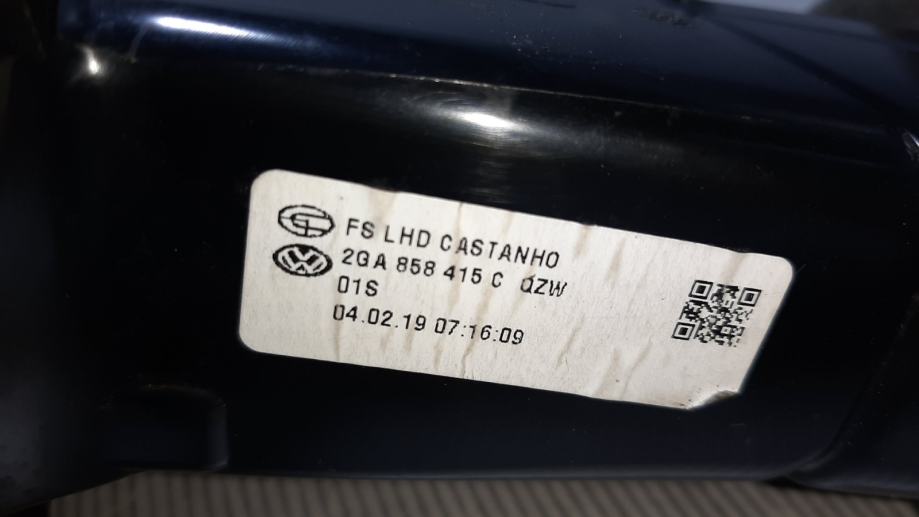 FS LHD CASTANHO
2GA 858 415 C QZW
01S
04.02.19 07:16:09